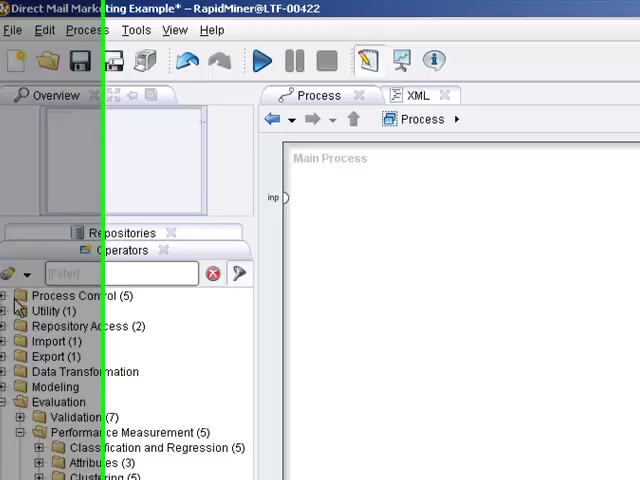 Direct Mail Marketing Example* – RapidMiner@LTF-00422
File Edit Process Tools View Help
Overview
Process XML
Process
Main Process
inp
Repositories
Operators
[Filter]
Process Control (5)
Utility (1)
Repository Access (2)
Import (1)
Export (1)
Data Transformation
Modeling
Evaluation
Validation (7)
Performance Measurement (5)
Classification and Regression (5)
Attributes (3)
Clustering (5)